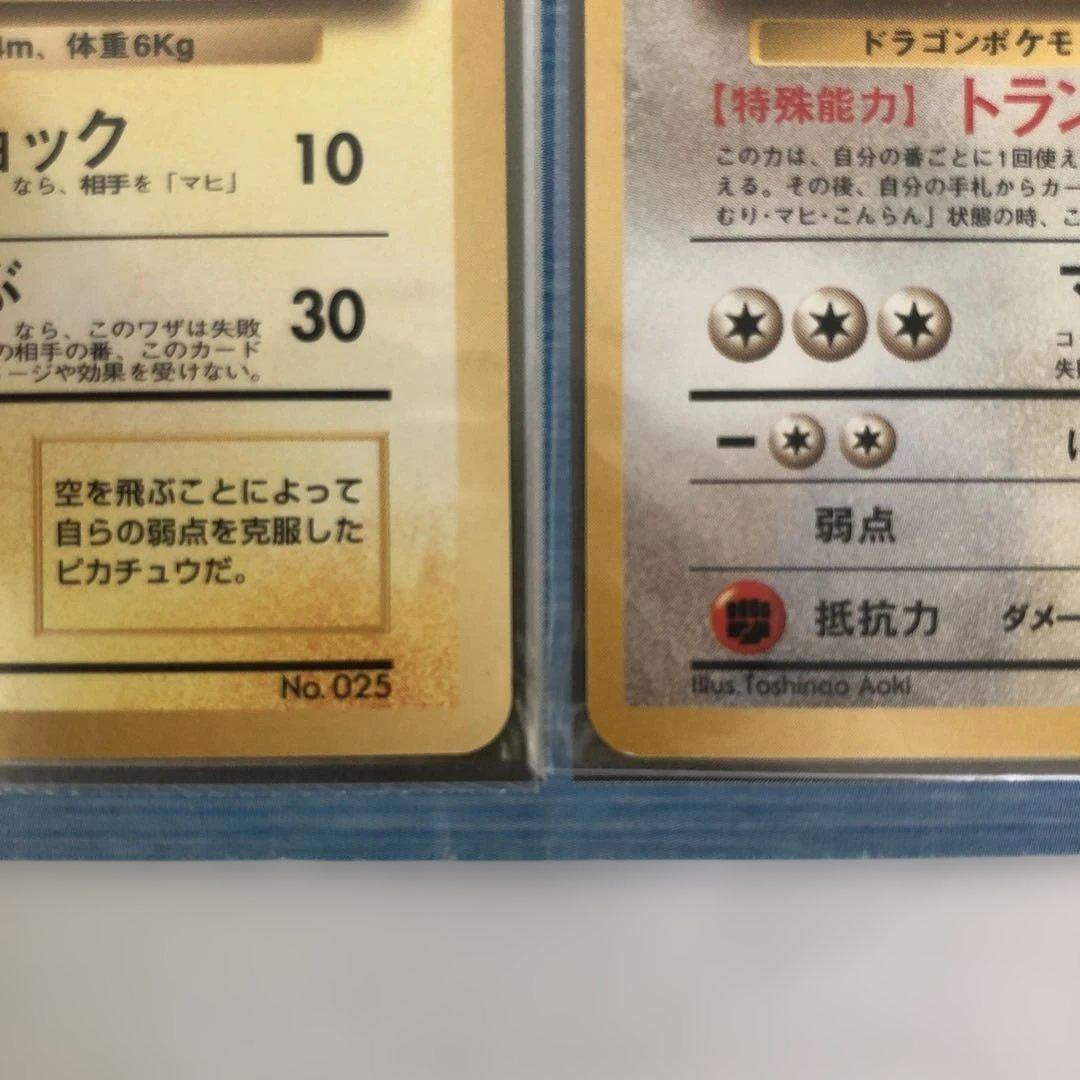 4m、体重6Kg
ョック
10
なら、相手を「マヒ」
ぶ
30
なら、このワザは失敗
の相手の番、このカード
ージや効果を受けない。
空を飛ぶことによって
自らの弱点を克服した
ピカチュウだ。
No. 025
ドラゴンポケモ
【特殊能力】 トラン
この力は、自分の番ごとに1回使え
える。その後、自分の手札からカー
むり・マヒ・こんらん」状態の時、こ
コ
失敗
ー
弱点
抵抗力 ダメー
Illus. Toshinao Aoki